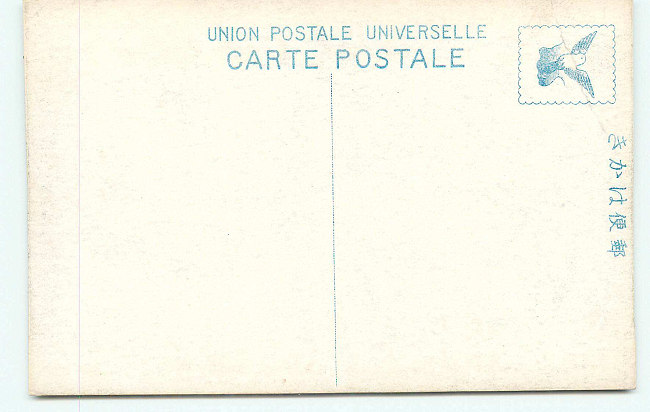 UNION POSTALE UNIVERSELLE
CARTE POSTALE
郵便はかき